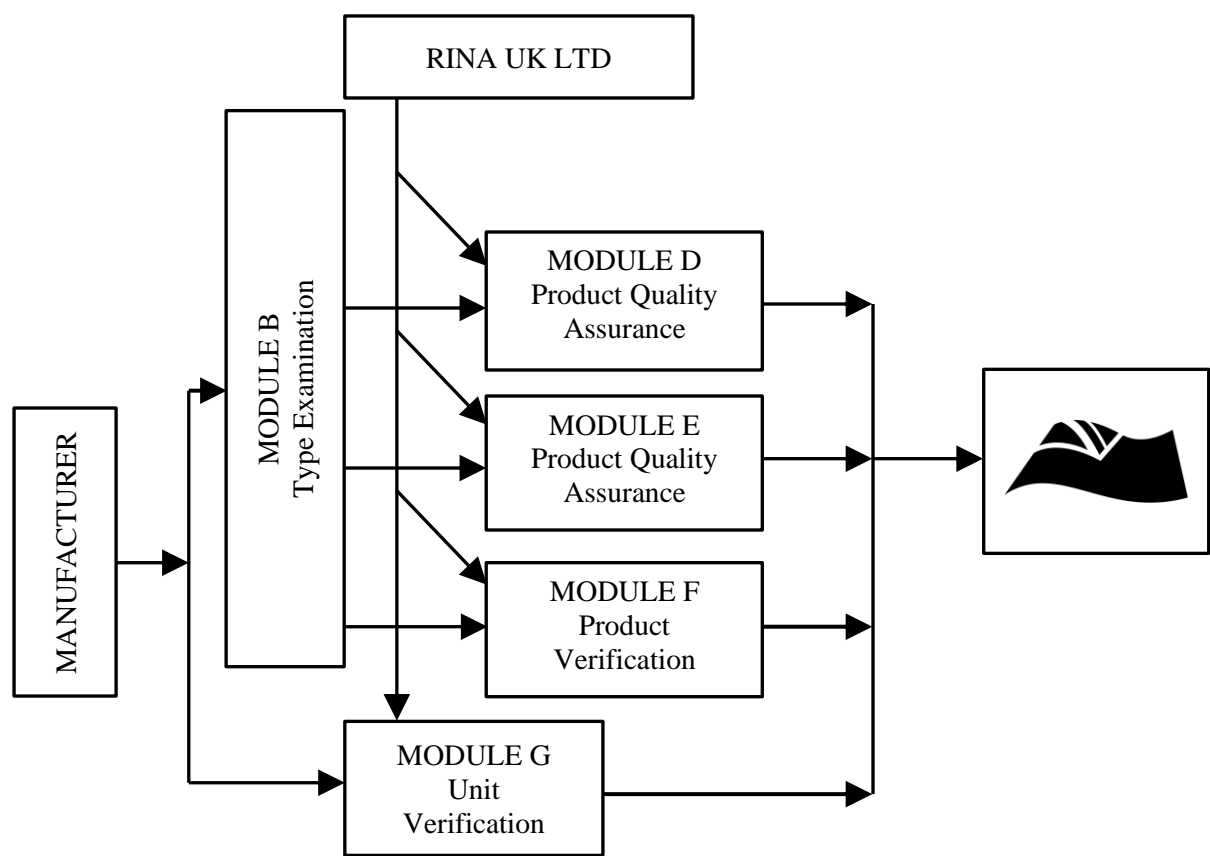 RINA UK LTD
MODULE B
Type Examination
MANUFACTURER
MODULE D
Product Quality
Assurance
MODULE E
Product Quality
Assurance
MODULE F
Product
Verification
MODULE G
Unit
Verification